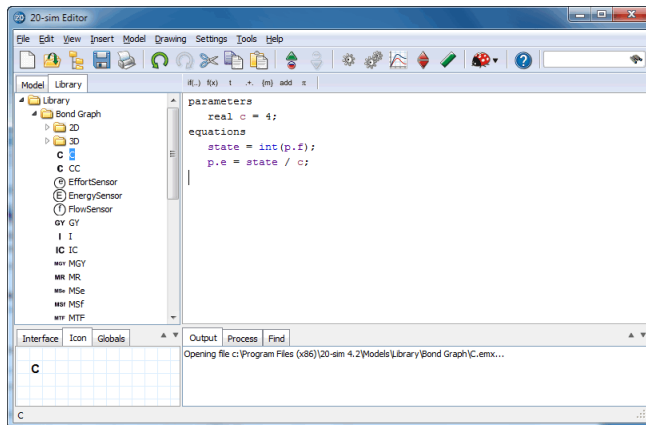 20-sim Editor
File Edit View Insert Model Drawing Settings Tools Help
Model Library
if(..) f(x) t .+. {m} add π
Library
Bond Graph
2D
3D
C C
C CC
e EffortSensor
E EnergySensor
f FlowSensor
GY GY
I I
IC IC
MGY MGY
MR MR
MSe MSe
MSf MSf
MTF MTF
parameters
real c = 4;
equations
state = int(p.f);
p.e = state / c;
Interface Icon Globals
C
Output Process Find
Opening file c:\Program Files (x86)\20-sim 4.2\Models\Library\Bond Graph\C.emx...
C